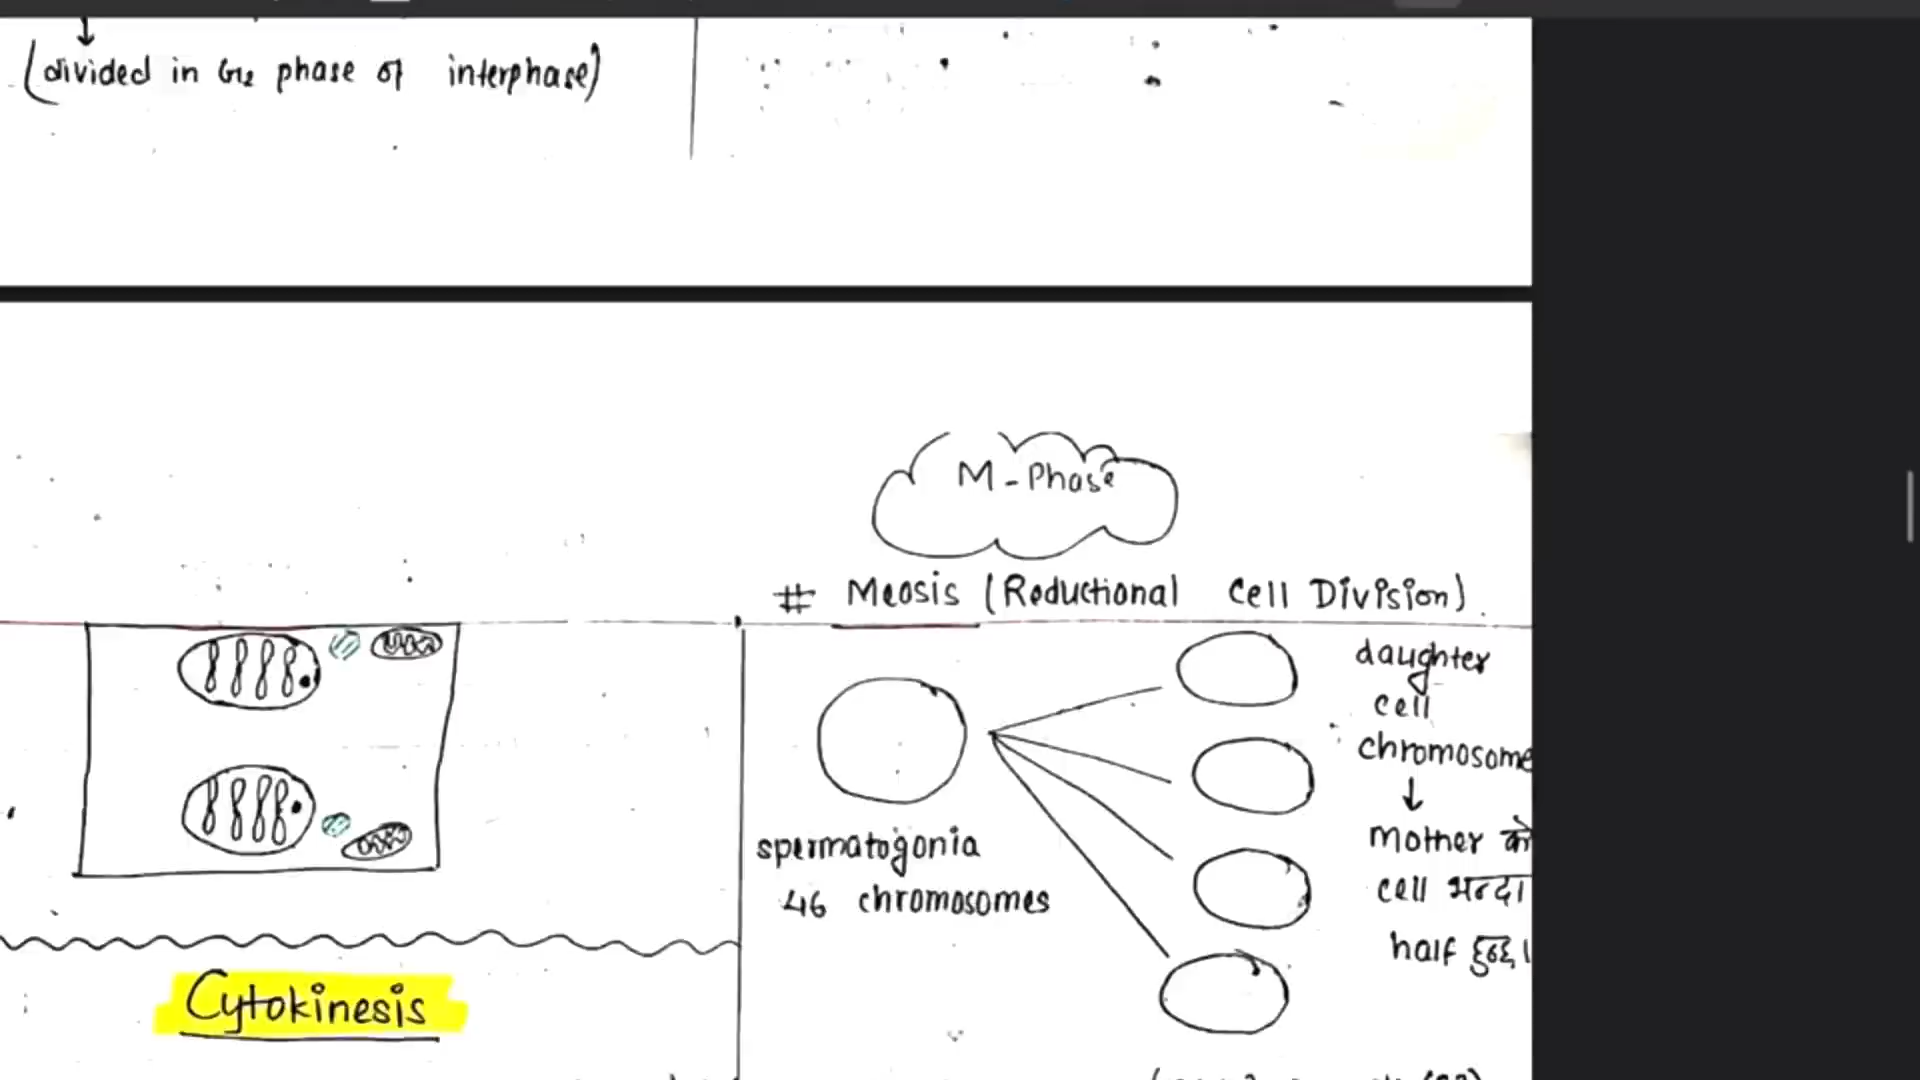 (divided in G2 phase of interphase)
M-Phase
# Meosis (Reductional Cell Division)
daughter
cell
chromosome
↓
mother को
cell भन्दा
half हुन्छ।
spermatogonia
46 chromosomes
Cytokinesis